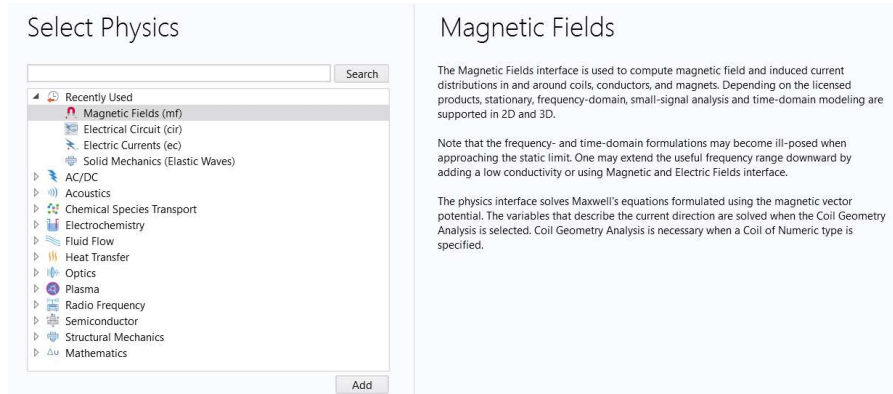 Select Physics
Search
Recently Used
Magnetic Fields (mf)
Electrical Circuit (cir)
Electric Currents (ec)
Solid Mechanics (Elastic Waves)
AC/DC
Acoustics
Chemical Species Transport
Electrochemistry
Fluid Flow
Heat Transfer
Optics
Plasma
Radio Frequency
Semiconductor
Structural Mechanics
Δu Mathematics
Add
Magnetic Fields
The Magnetic Fields interface is used to compute magnetic field and induced current
distributions in and around coils, conductors, and magnets. Depending on the licensed
products, stationary, frequency-domain, small-signal analysis and time-domain modeling are
supported in 2D and 3D.
Note that the frequency- and time-domain formulations may become ill-posed when
approaching the static limit. One may extend the useful frequency range downward by
adding a low conductivity or using Magnetic and Electric Fields interface.
The physics interface solves Maxwell's equations formulated using the magnetic vector
potential. The variables that describe the current direction are solved when the Coil Geometry
Analysis is selected. Coil Geometry Analysis is necessary when a Coil of Numeric type is
specified.